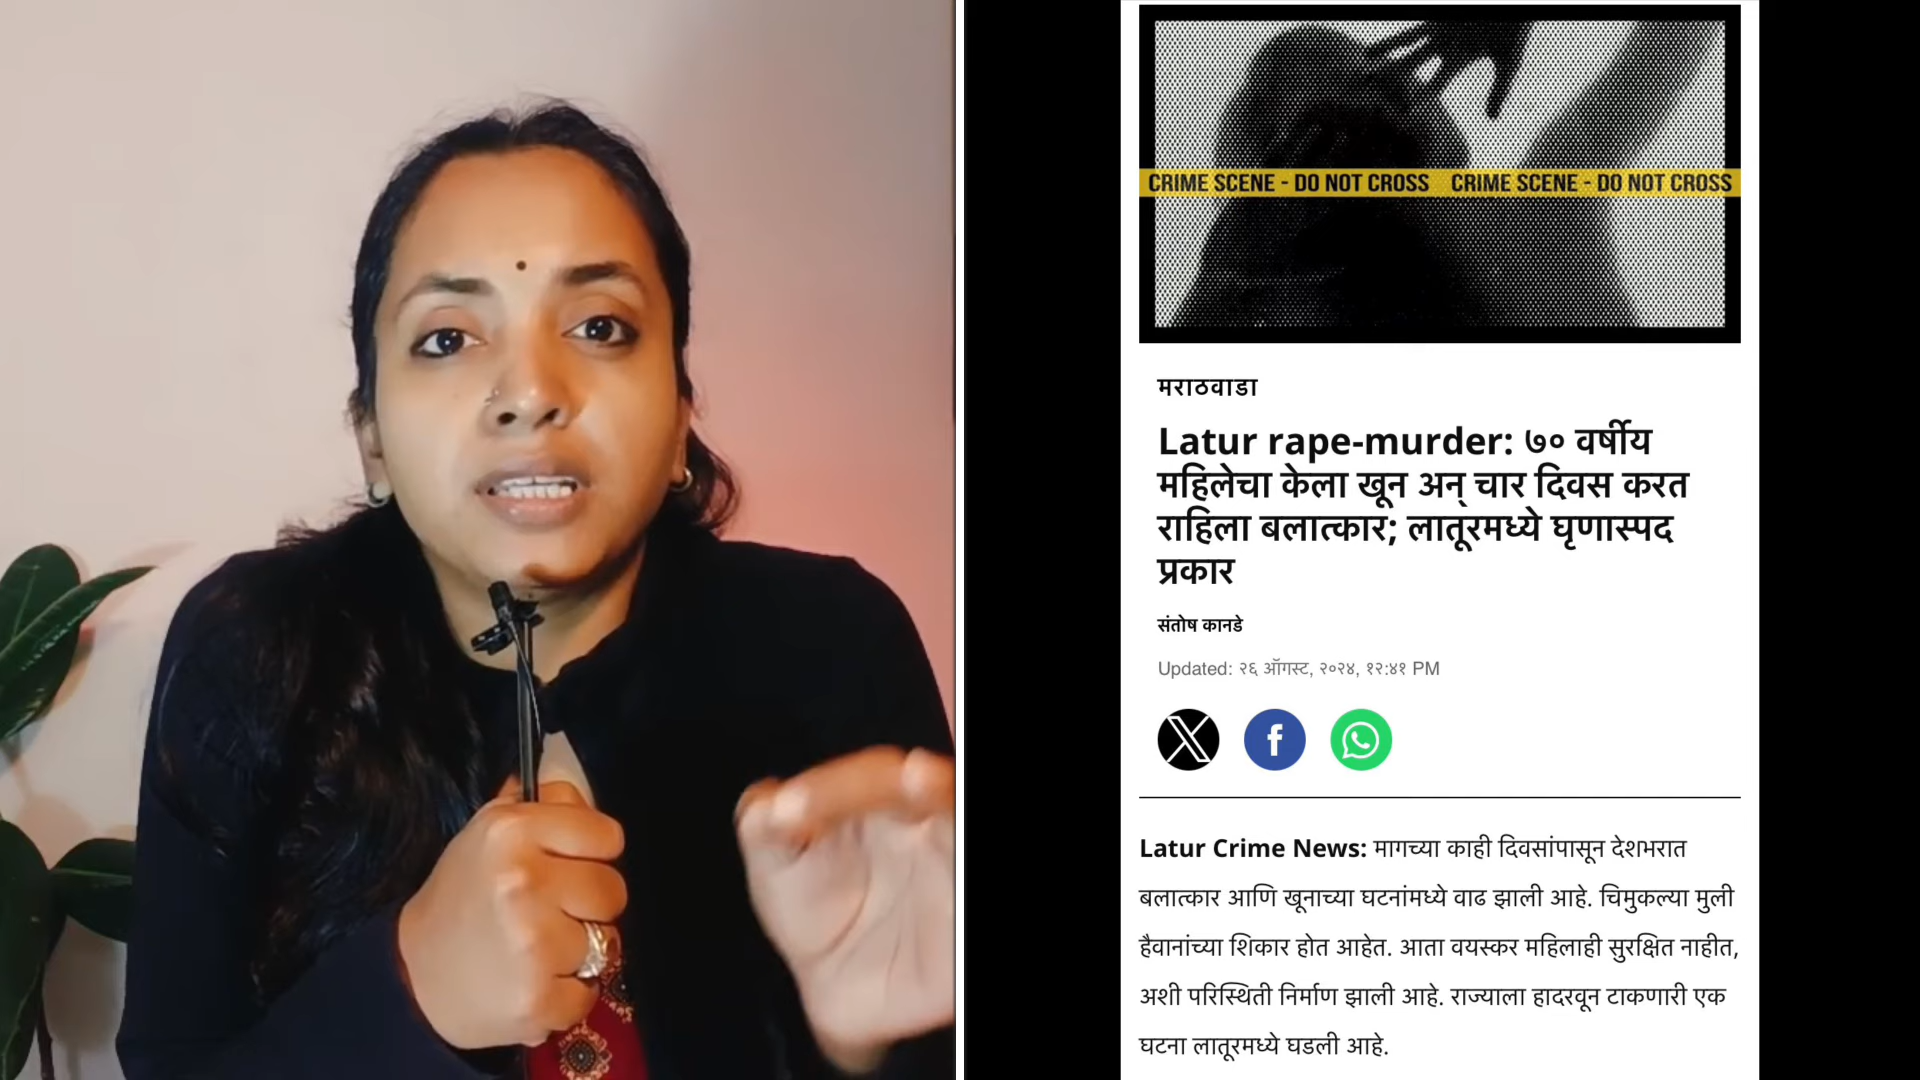 CRIME SCENE - DO NOT CROSS CRIME SCENE - DO NOT CROSS
मराठवाडा
Latur rape-murder: ७० वर्षीय
महिलेचा केला खून अन् चार दिवस करत
राहिला बलात्कार; लातूरमध्ये घृणास्पद
प्रकार
संतोष कानडे
Updated: २६ ऑगस्ट, २०२४, १२:४१ PM
Latur Crime News: मागच्या काही दिवसांपासून देशभरात
बलात्कार आणि खूनाच्या घटनांमध्ये वाढ झाली आहे. चिमुकल्या मुली
हैवानांच्या शिकार होत आहेत. आता वयस्कर महिलाही सुरक्षित नाहीत,
अशी परिस्थिती निर्माण झाली आहे. राज्याला हादरवून टाकणारी एक
घटना लातूरमध्ये घडली आहे.